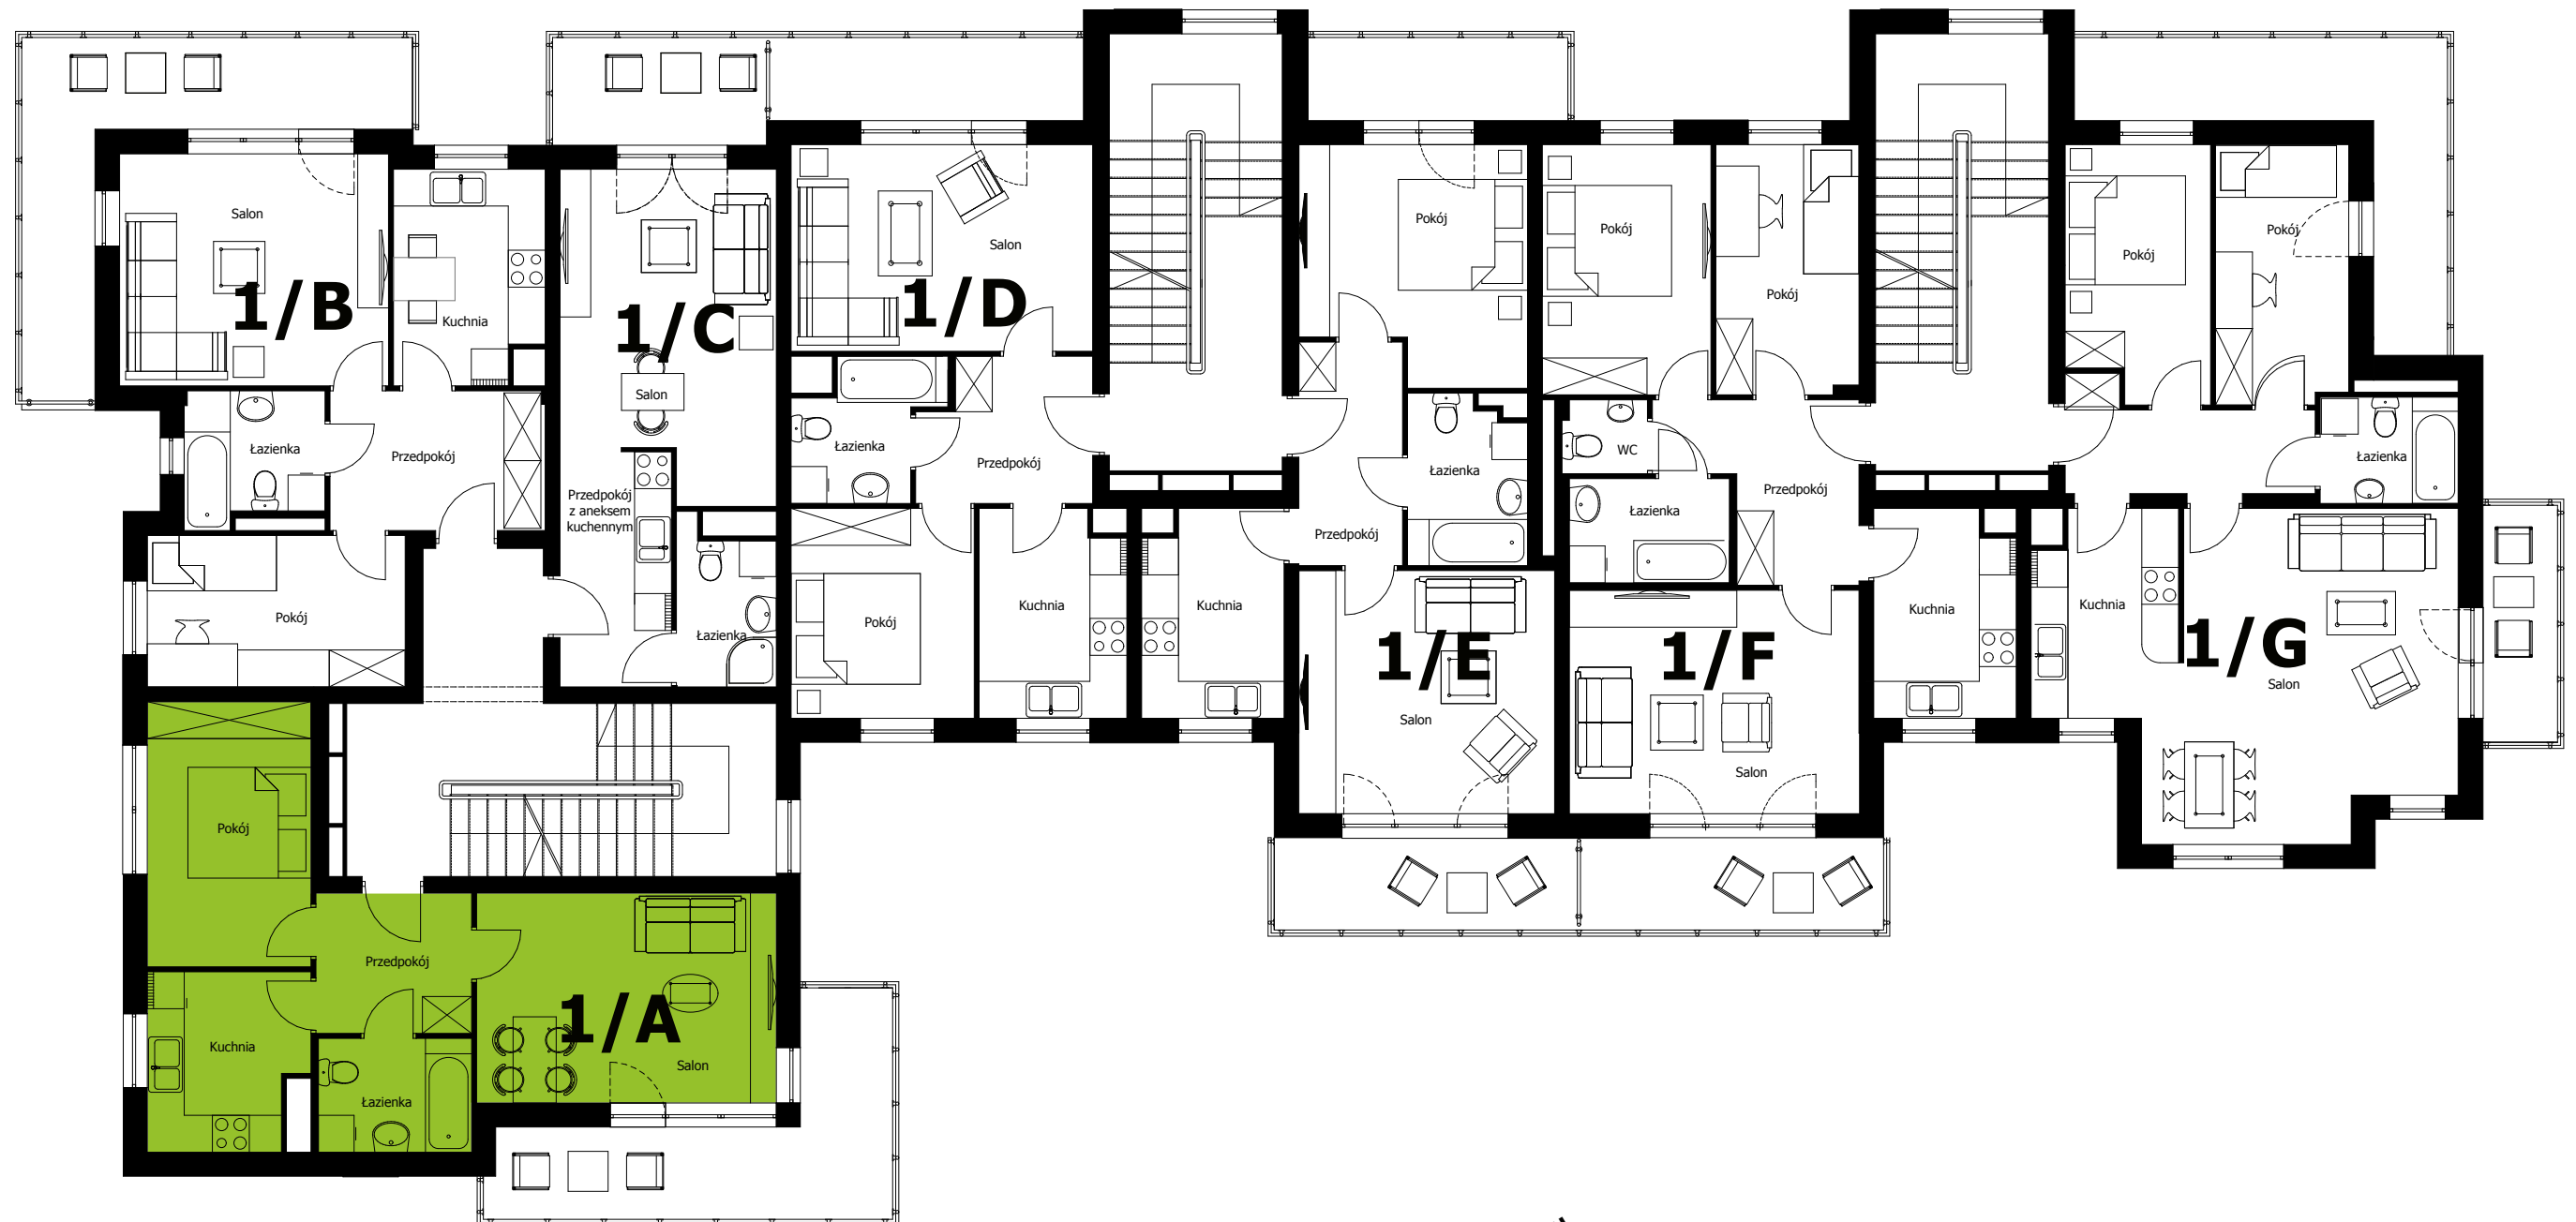 Salon
1/B
Kuchnia
Łazienka
Przedpokój
Pokój
1/C
Salon
Przedpokój
z aneksem
kuchennym
Łazienka
Salon
1/D
Łazienka
Przedpokój
Pokój
Kuchnia
Pokój
Łazienka
Przedpokój
Kuchnia
1/E
Salon
Pokój
Pokój
WC
Łazienka
Przedpokój
Kuchnia
1/F
Salon
Pokój
Pokój
Łazienka
Kuchnia
1/G
Salon
Pokój
Przedpokój
Kuchnia
Łazienka
1/A
Salon